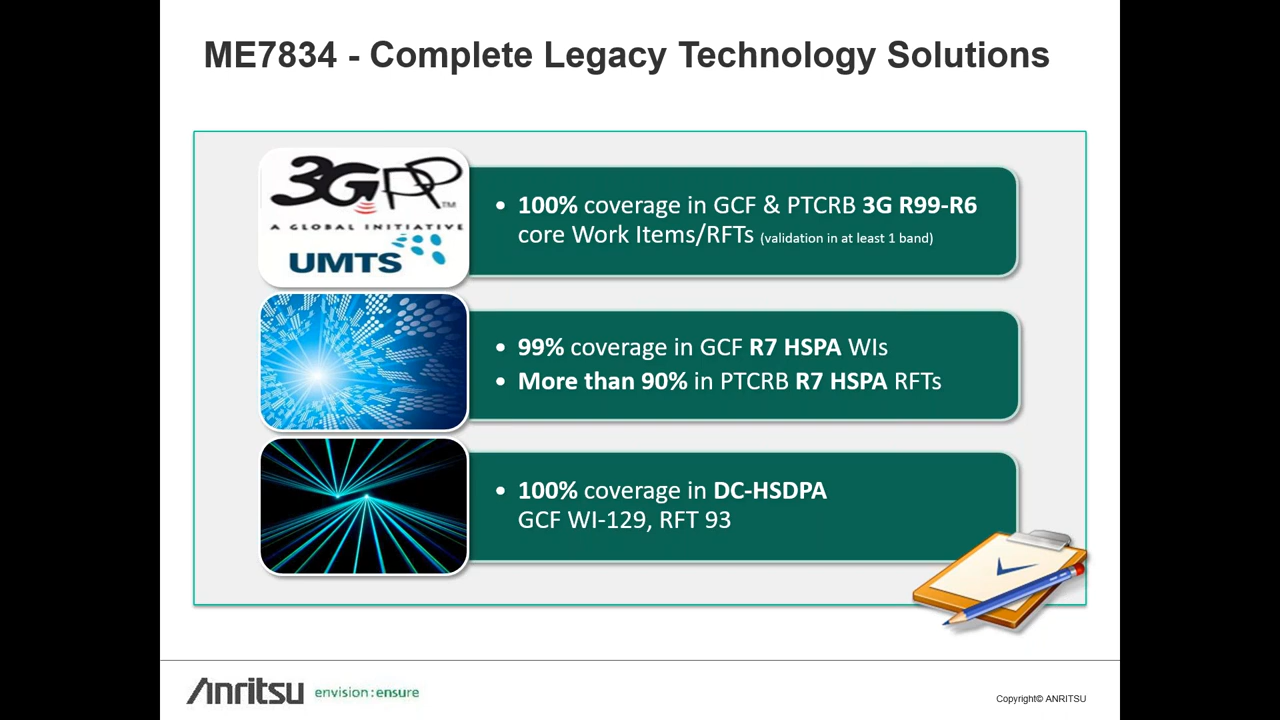 ME7834 - Complete Legacy Technology Solutions
3GPP™
A GLOBAL INITIATIVE
UMTS
• 100% coverage in GCF & PTCRB 3G R99-R6
core Work Items/RFTs (validation in at least 1 band)
• 99% coverage in GCF R7 HSPA WIs
• More than 90% in PTCRB R7 HSPA RFTs
• 100% coverage in DC-HSDPA
GCF WI-129, RFT 93
Anritsu envision:ensure
Copyright© ANRITSU